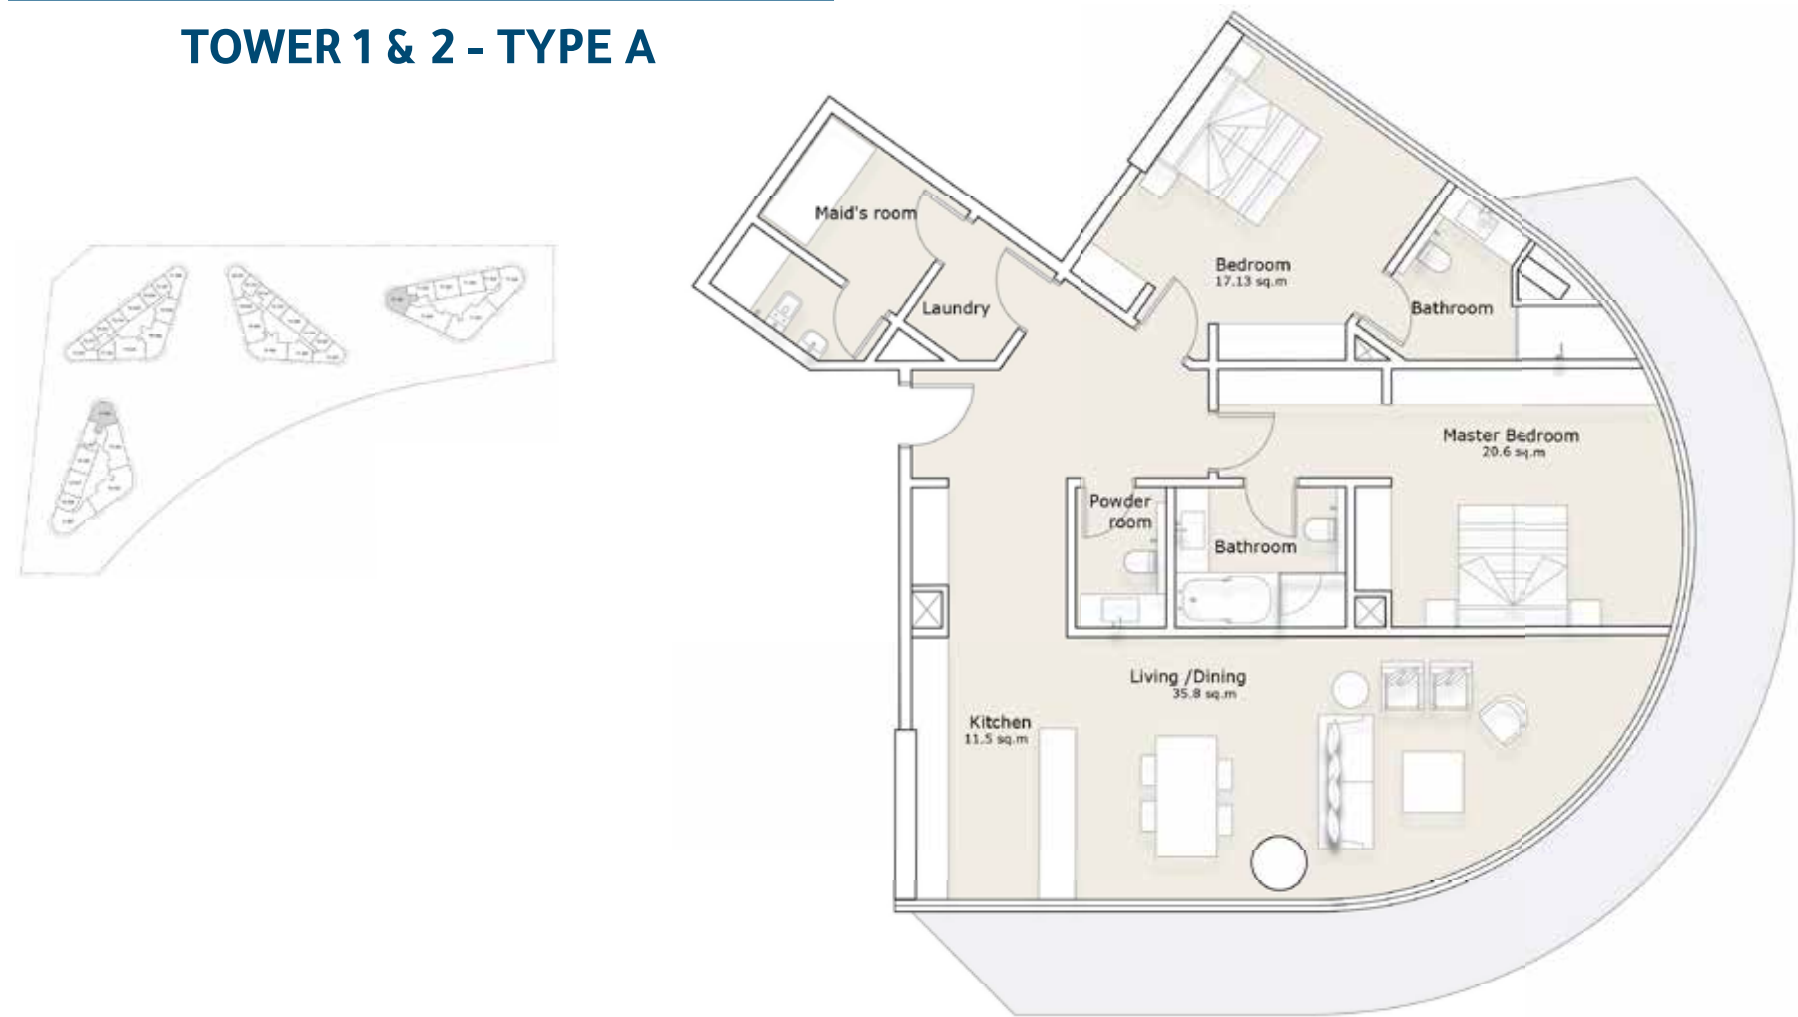 TOWER 1 & 2 - TYPE A
Maid's room
Laundry
Bedroom
17.13 sq.m
Bathroom
Master Bedroom
20.6 sq.m
Powder
room
Bathroom
Living /Dining
35.8 sq.m
Kitchen
11.5 sq.m